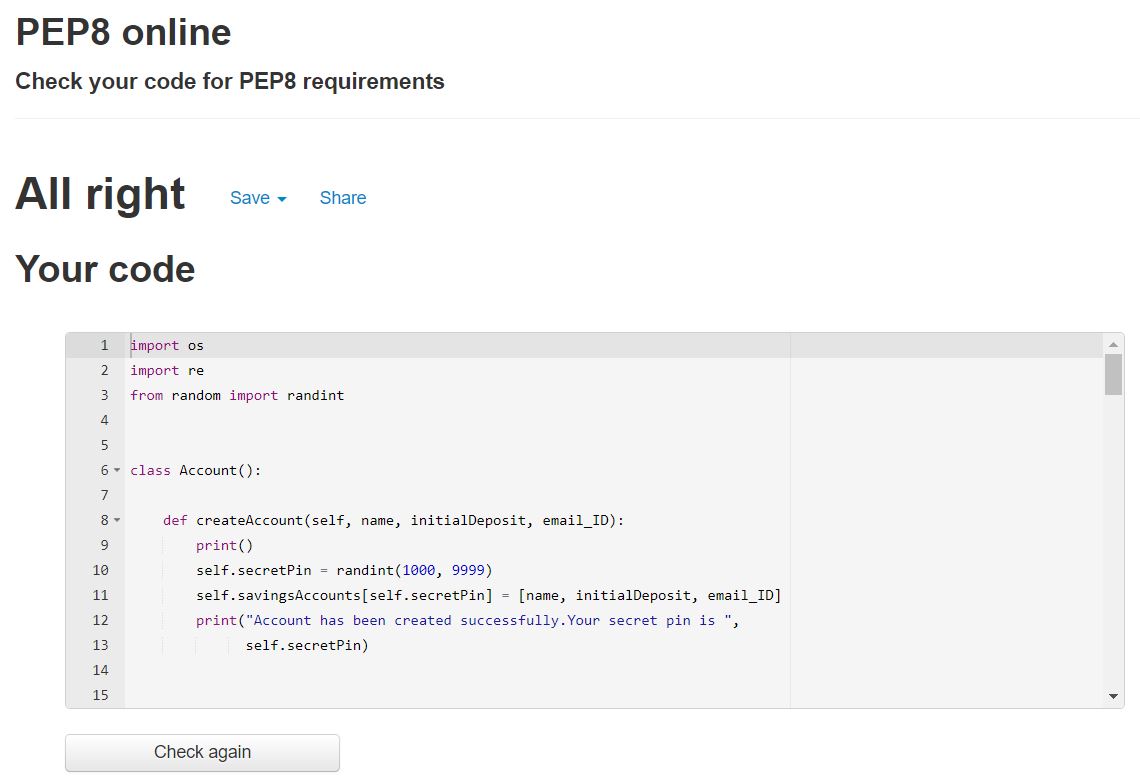 PEP8 online
Check your code for PEP8 requirements
All right Save Share
Your code
1 import os
2 import re
3 from random import randint
4
5
6 class Account():
7
8     def createAccount(self, name, initialDeposit, email_ID):
9         print()
10         self.secretPin = randint(1000, 9999)
11         self.savingsAccounts[self.secretPin] = [name, initialDeposit, email_ID]
12         print("Account has been created successfully.Your secret pin is ",
13               self.secretPin)
14
15
Check again